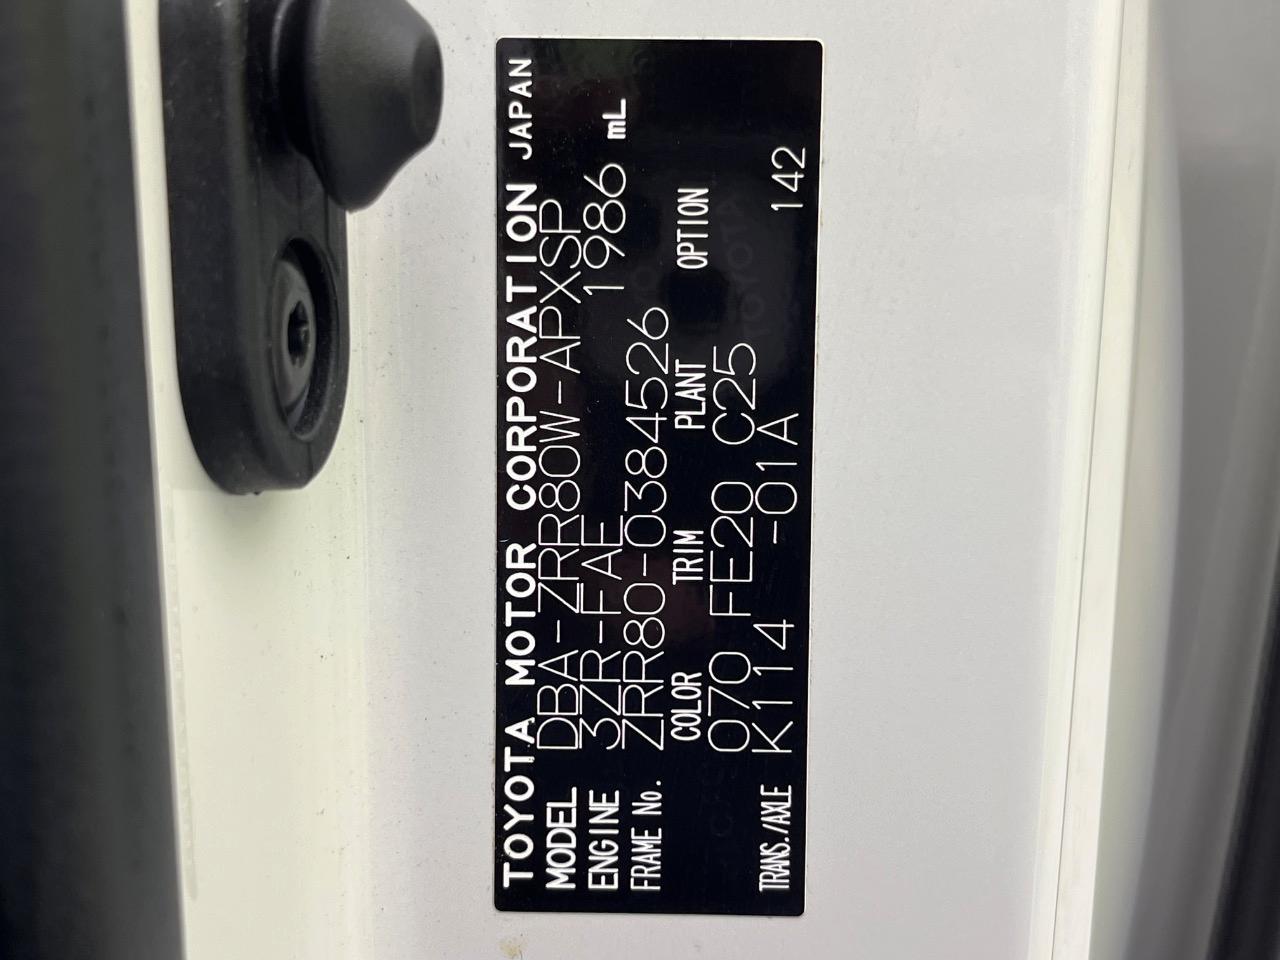 TOYOTA MOTOR CORPORATION JAPAN
MODEL DBA-ZRR80W-APXSP
ENGINE 3ZR-FAE 1986 mL
FRAME No. ZRR80-0384526
COLOR TRIM PLANT OPTION
070 FE20 C25
TRANS./AXLE K114 -01A 142